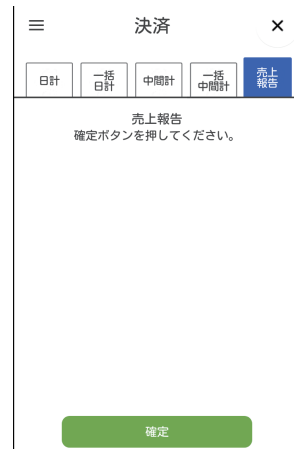 決済
日計
一括
日計
中間計
一括
中間計
売上
報告
売上報告
確定ボタンを押してください。
確定